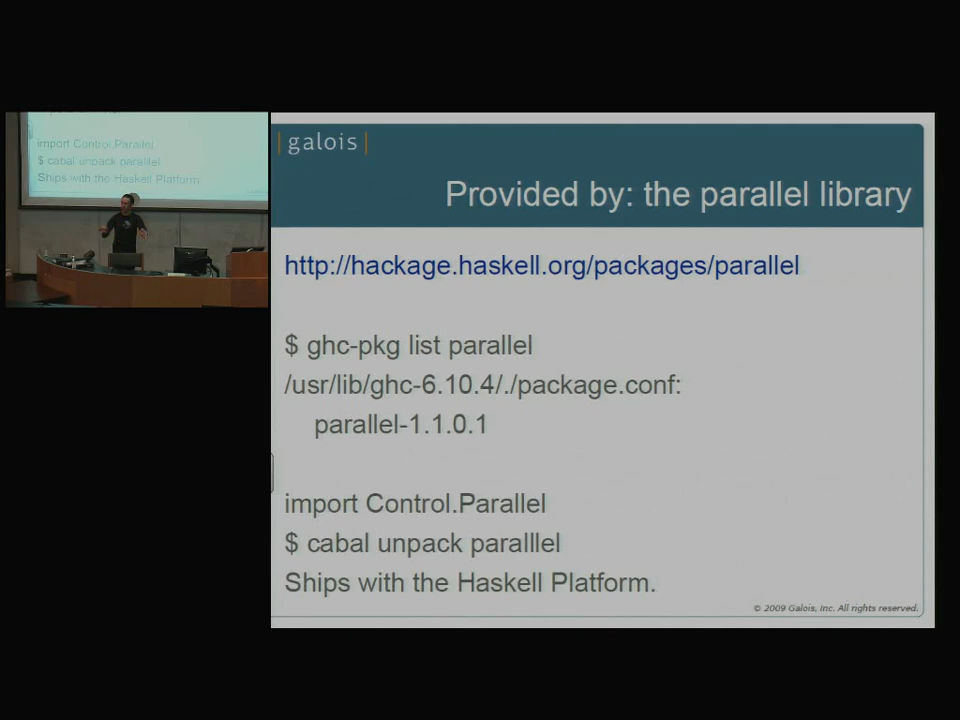 import Control.Parallel
$ cabal unpack paralllel
Ships with the Haskell Platform.
|galois|
Provided by: the parallel library
http://hackage.haskell.org/packages/parallel
$ ghc-pkg list parallel
/usr/lib/ghc-6.10.4/./package.conf:
parallel-1.1.0.1
import Control.Parallel
$ cabal unpack paralllel
Ships with the Haskell Platform.
© 2009 Galois, Inc. All rights reserved.